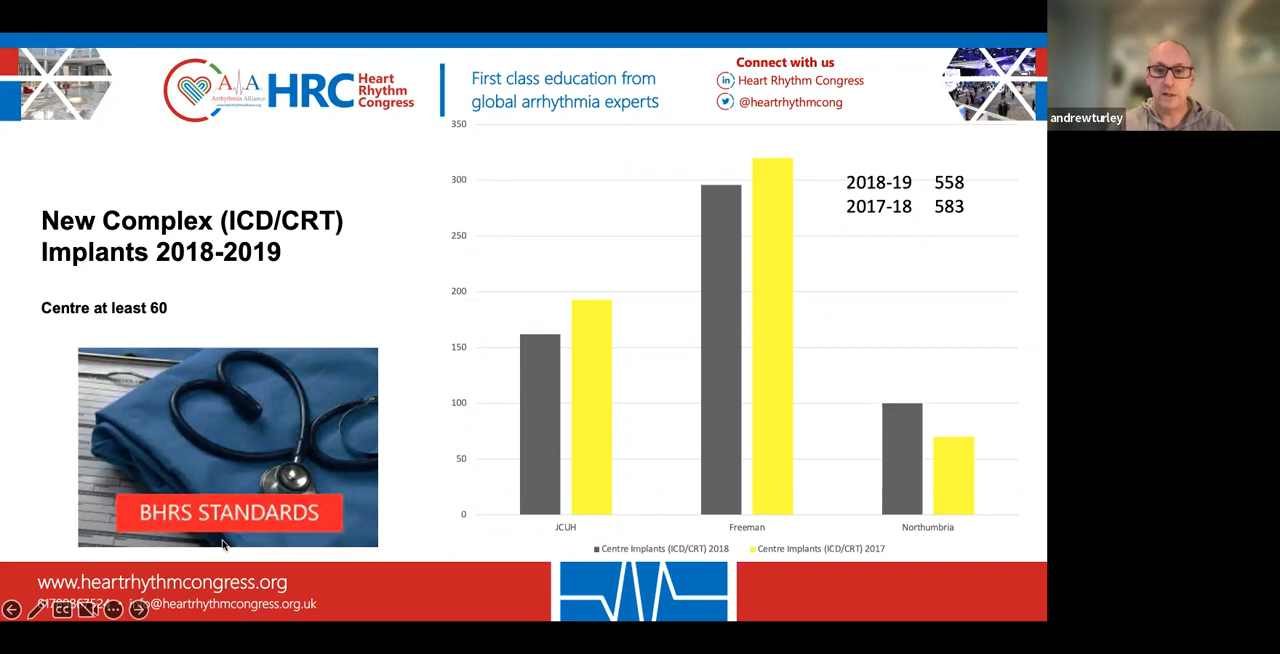 Arrhythmia Alliance
HRC
Heart
Rhythm
Congress
First class education from
global arrhythmia experts
Connect with us
Heart Rhythm Congress
@heartrhythmcong
andrewturley
New Complex (ICD/CRT)
Implants 2018-2019
Centre at least 60
BHRS STANDARDS
350
300
250
200
150
100
50
0
2018-19 558
2017-18 583
JCUH Freeman Northumbria
Centre Implants (ICD/CRT) 2018 Centre Implants (ICD/CRT) 2017
www.heartrhythmcongress.org
info@heartrhythmcongress.org.uk